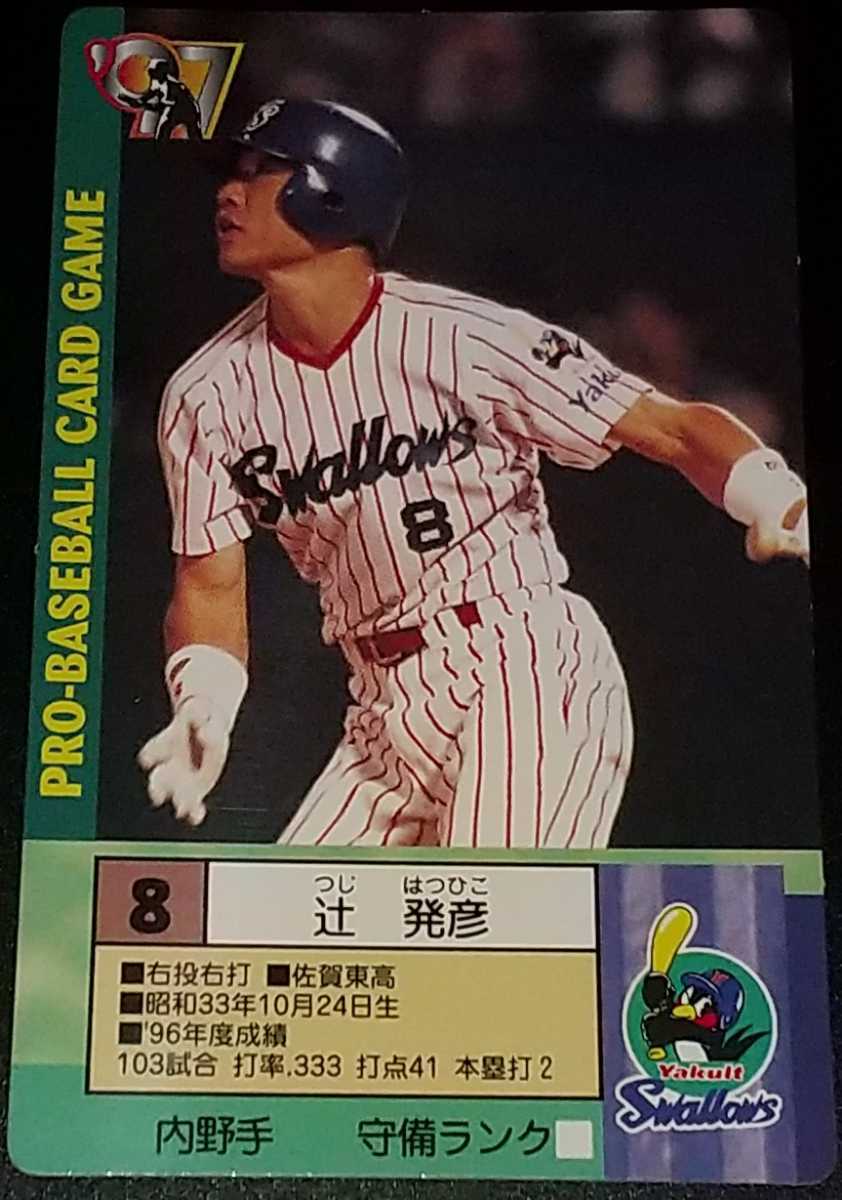 '97
PRO-BASEBALL CARD GAME
Swallows
8
Yaku
8
つじ はつひこ
辻 発彦
■右投右打 ■佐賀東高
■昭和33年10月24日生
■'96年度成績
103試合 打率.333 打点41 本塁打2
Yakult
Swallows
内野手 守備ランク